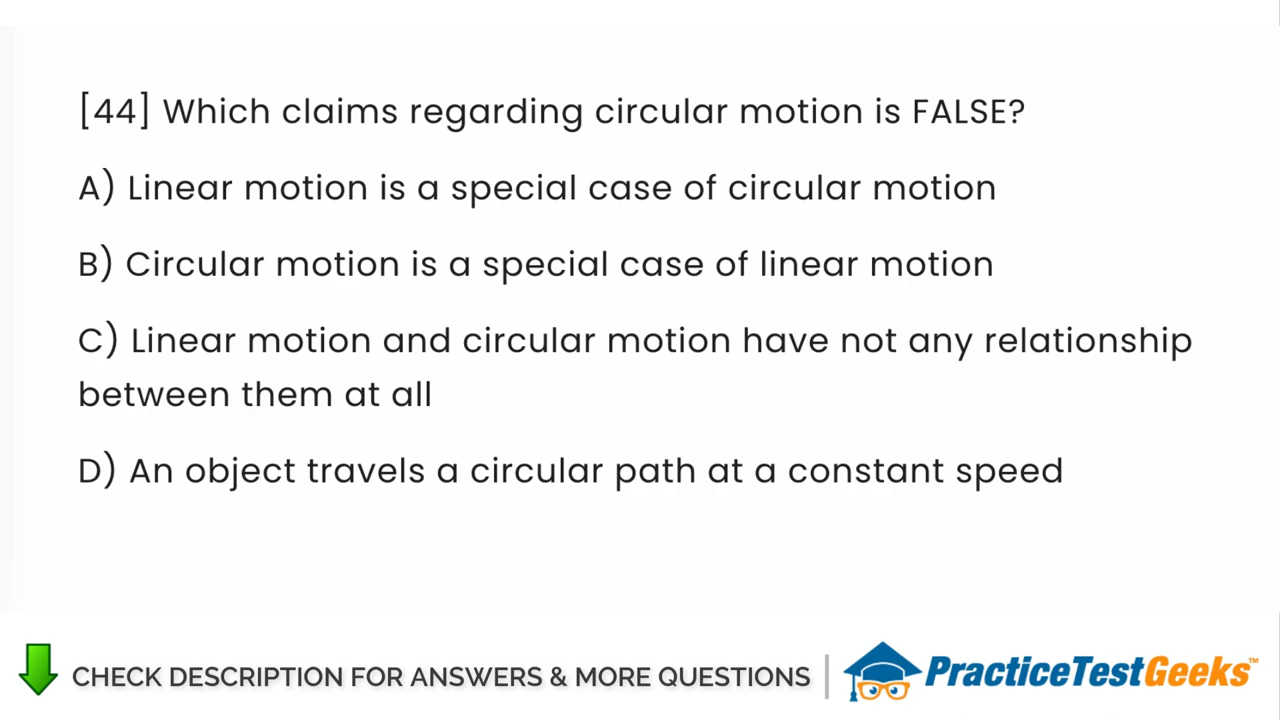 [44] Which claims regarding circular motion is FALSE?
A) Linear motion is a special case of circular motion
B) Circular motion is a special case of linear motion
C) Linear motion and circular motion have not any relationship
between them at all
D) An object travels a circular path at a constant speed
CHECK DESCRIPTION FOR ANSWERS & MORE QUESTIONS | PracticeTestGeeks™